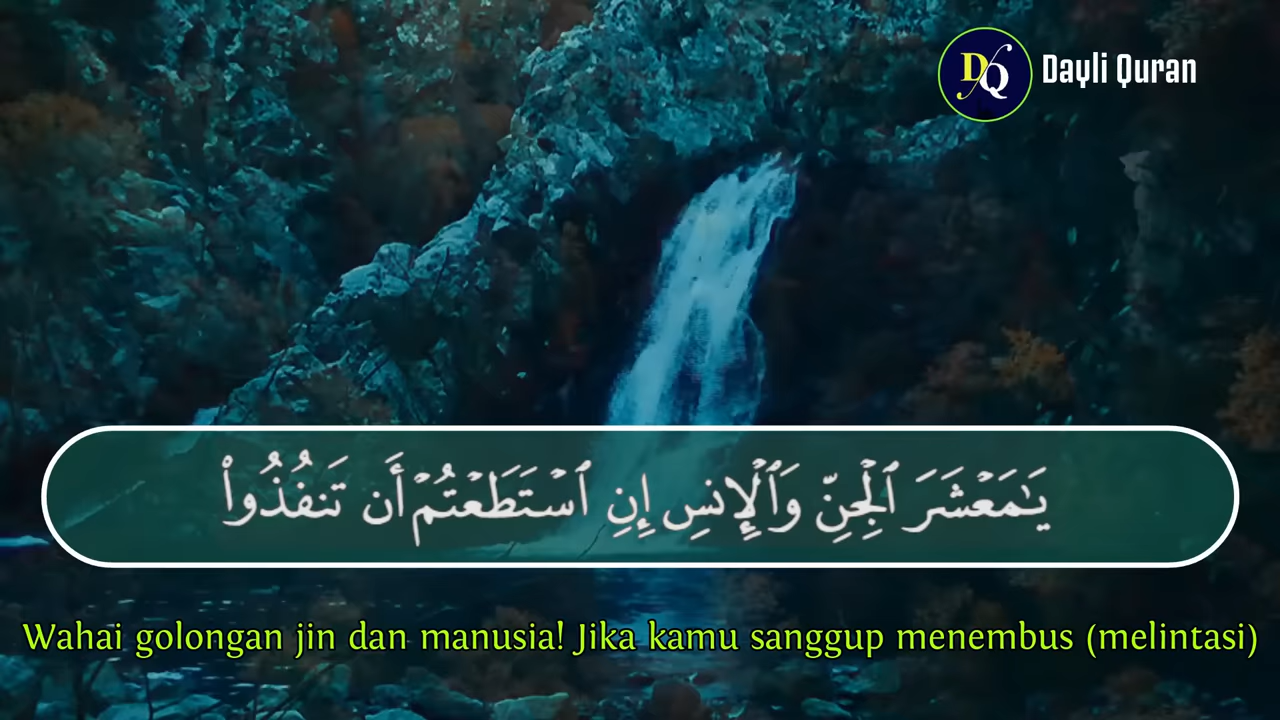 DQ
Dayli Quran
يَـٰمَعْشَرَ ٱلْجِنِّ وَٱلْإِنسِ إِنِ ٱسْتَطَعْتُمْ أَن تَنفُذُوا۟
Wahai golongan jin dan manusia! Jika kamu sanggup menembus (melintasi)